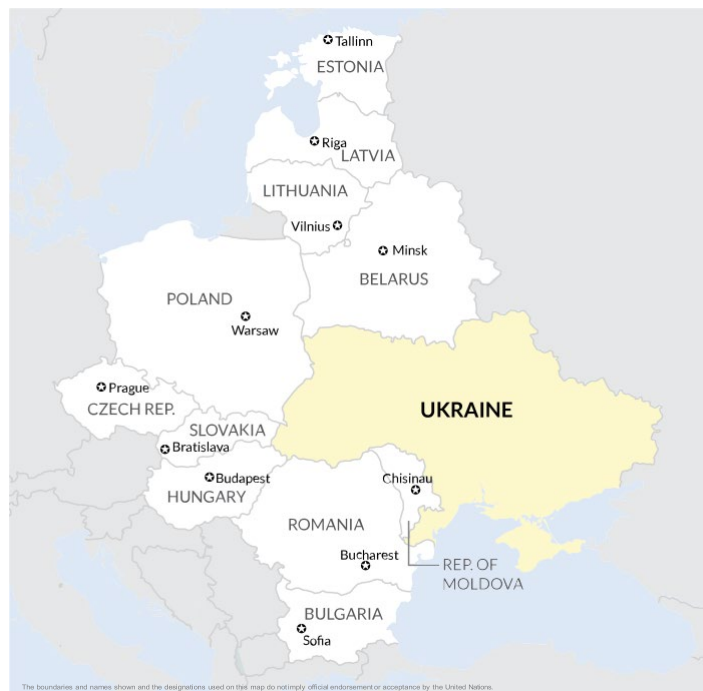 Tallinn
ESTONIA
Riga
LATVIA
LITHUANIA
Vilnius
Minsk
BELARUS
POLAND
Warsaw
Prague
CZECH REP.
UKRAINE
SLOVAKIA
Bratislava
Budapest
HUNGARY
Chisinau
ROMANIA
Bucharest
REP. OF
MOLDOVA
BULGARIA
Sofia
The boundaries and names shown and the designations used on this map do not imply official endorsement or acceptance by the United Nations.